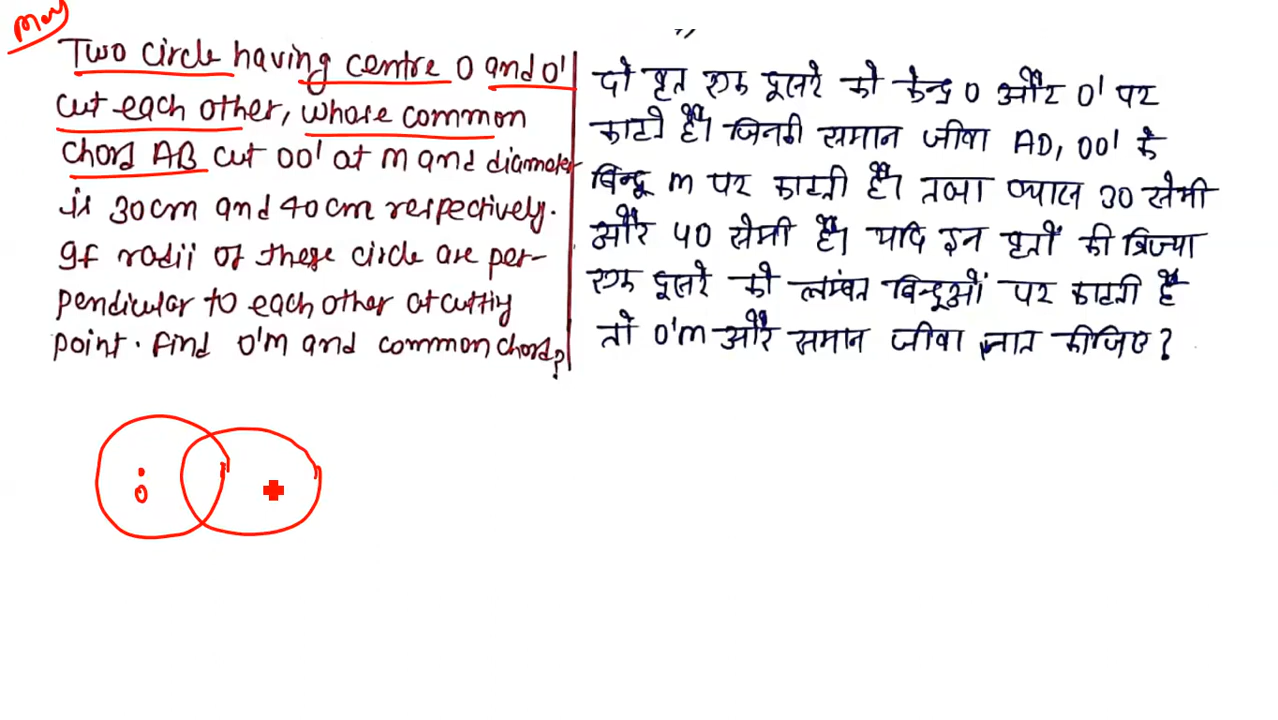 Two circle having centre O and O'
cut each other, whose common
chord AB cut OO' at M and diameter
is 30cm and 40cm respectively.
If radii of these circle are per-
pendicular to each other at cutting
point. Find O'M and common chord?
दो वृत एक दूसरे को केन्द्र O और O' पर
काटते हैं। जिनकी समान जीवा AD, OO' के
बिन्दू M पर काटती हैं। तथा व्यास 30 सेमी
और 40 सेमी हैं। यदि इन वृतों की त्रिज्या
एक दूसरे को लम्बत बिन्दूओं पर काटती हैं
तो O'M और समान जीवा ज्ञात कीजिए?
O